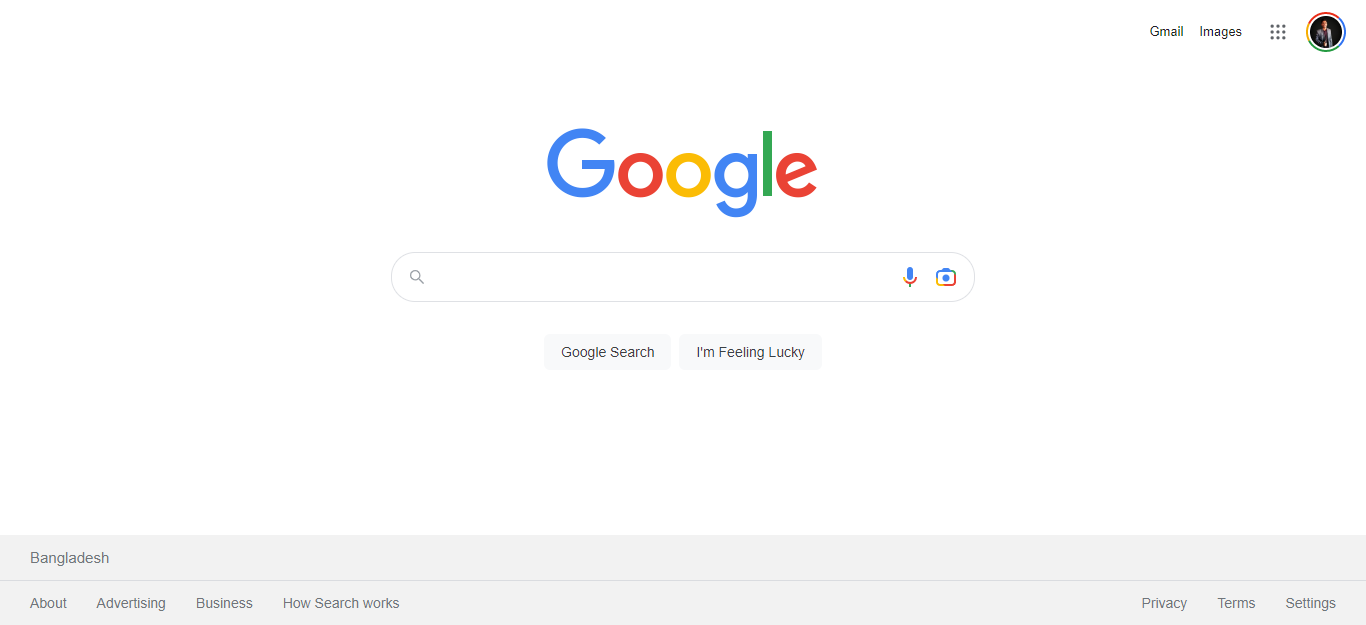 Gmail Images
Google
Google Search I'm Feeling Lucky
Bangladesh
About Advertising Business How Search works Privacy Terms Settings